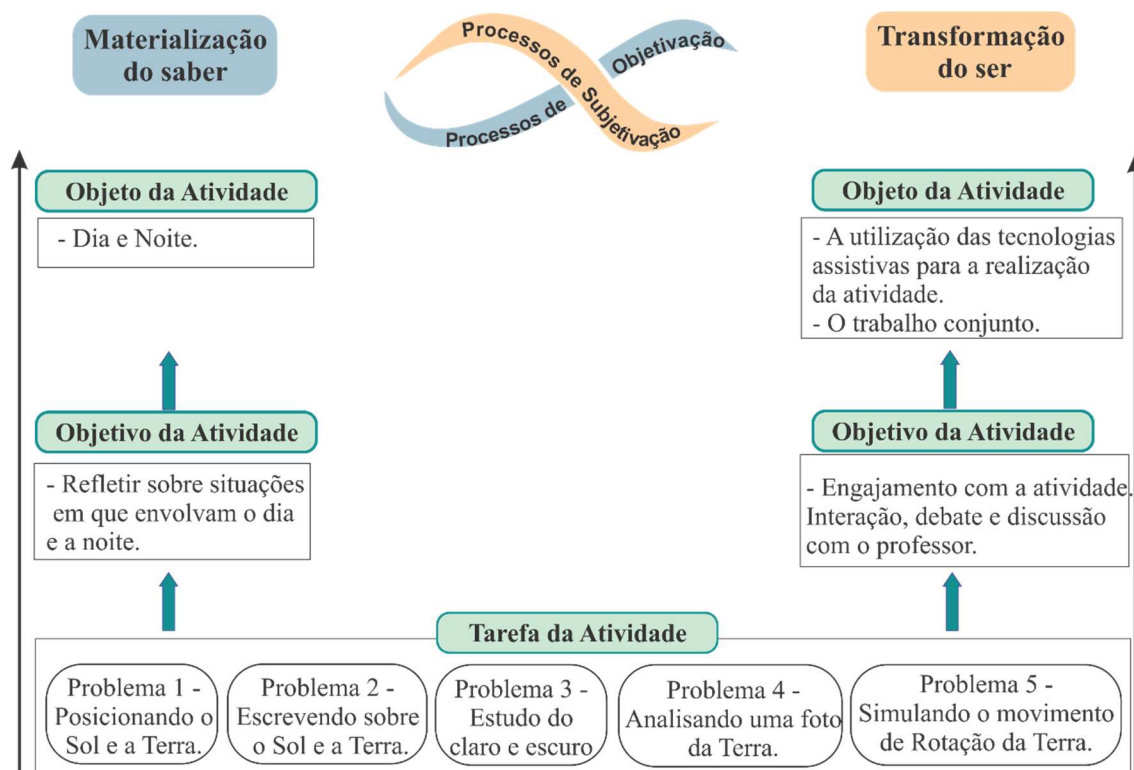 Materialização
do saber
Processos de Subjetivação
Processos de Objetivação
Transformação
do ser
Objeto da Atividade
- Dia e Noite.
Objeto da Atividade
- A utilização das tecnologias
assistivas para a realização
da atividade.
- O trabalho conjunto.
Objetivo da Atividade
- Refletir sobre situações
em que envolvam o dia
e a noite.
Objetivo da Atividade
- Engajamento com a atividade.
Interação, debate e discussão
com o professor.
Tarefa da Atividade
Problema 1 -
Posicionando o
Sol e a Terra.
Problema 2 -
Escrevendo sobre
o Sol e a Terra.
Problema 3 -
Estudo do
claro e escuro
Problema 4 -
Analisando uma foto
da Terra.
Problema 5 -
Simulando o movimento
de Rotação da Terra.